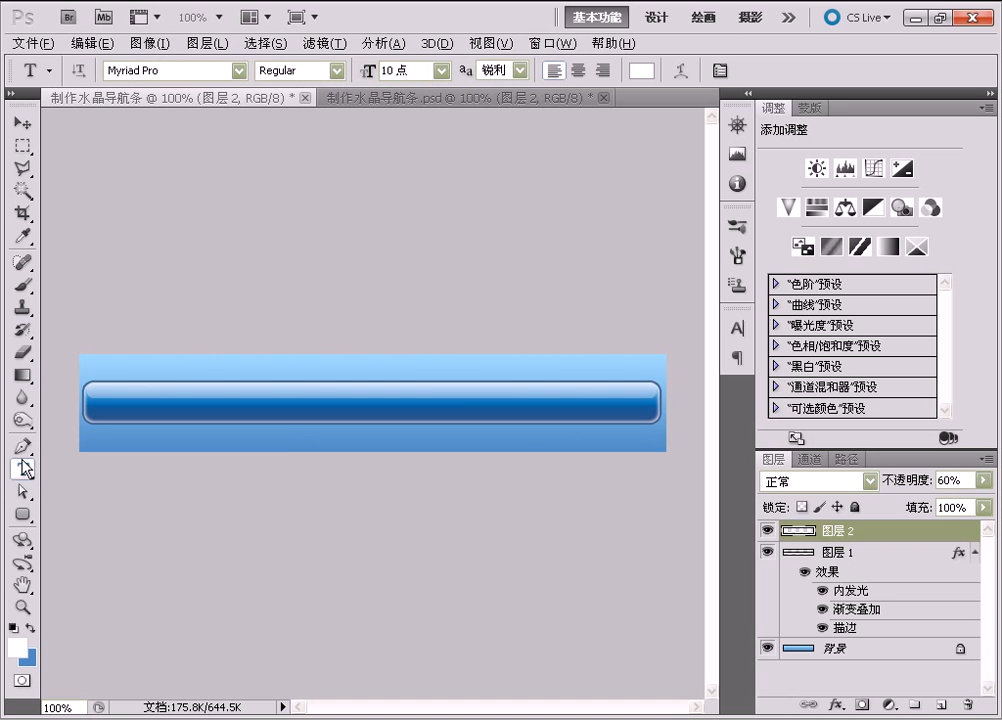 Ps Br Mb 100% 基本功能 设计 绘画 摄影 CS Live
文件(F) 编辑(E) 图像(I) 图层(L) 选择(S) 滤镜(T) 分析(A) 3D(D) 视图(V) 窗口(W) 帮助(H)
T Myriad Pro Regular T 10 点 aa 锐利
制作水晶导航条 @ 100% (图层 2, RGB/8) * 制作水晶导航条.psd @ 100% (图层 2, RGB/8) *
调整 蒙版
添加调整
"色阶"预设
"曲线"预设
"曝光度"预设
"色相/饱和度"预设
"黑白"预设
"通道混和器"预设
"可选颜色"预设
图层 通道 路径
正常 不透明度: 60%
锁定: 填充: 100%
图层 2
图层 1 fx
效果
内发光
渐变叠加
描边
背景
100% 文档:175.8K/644.5K